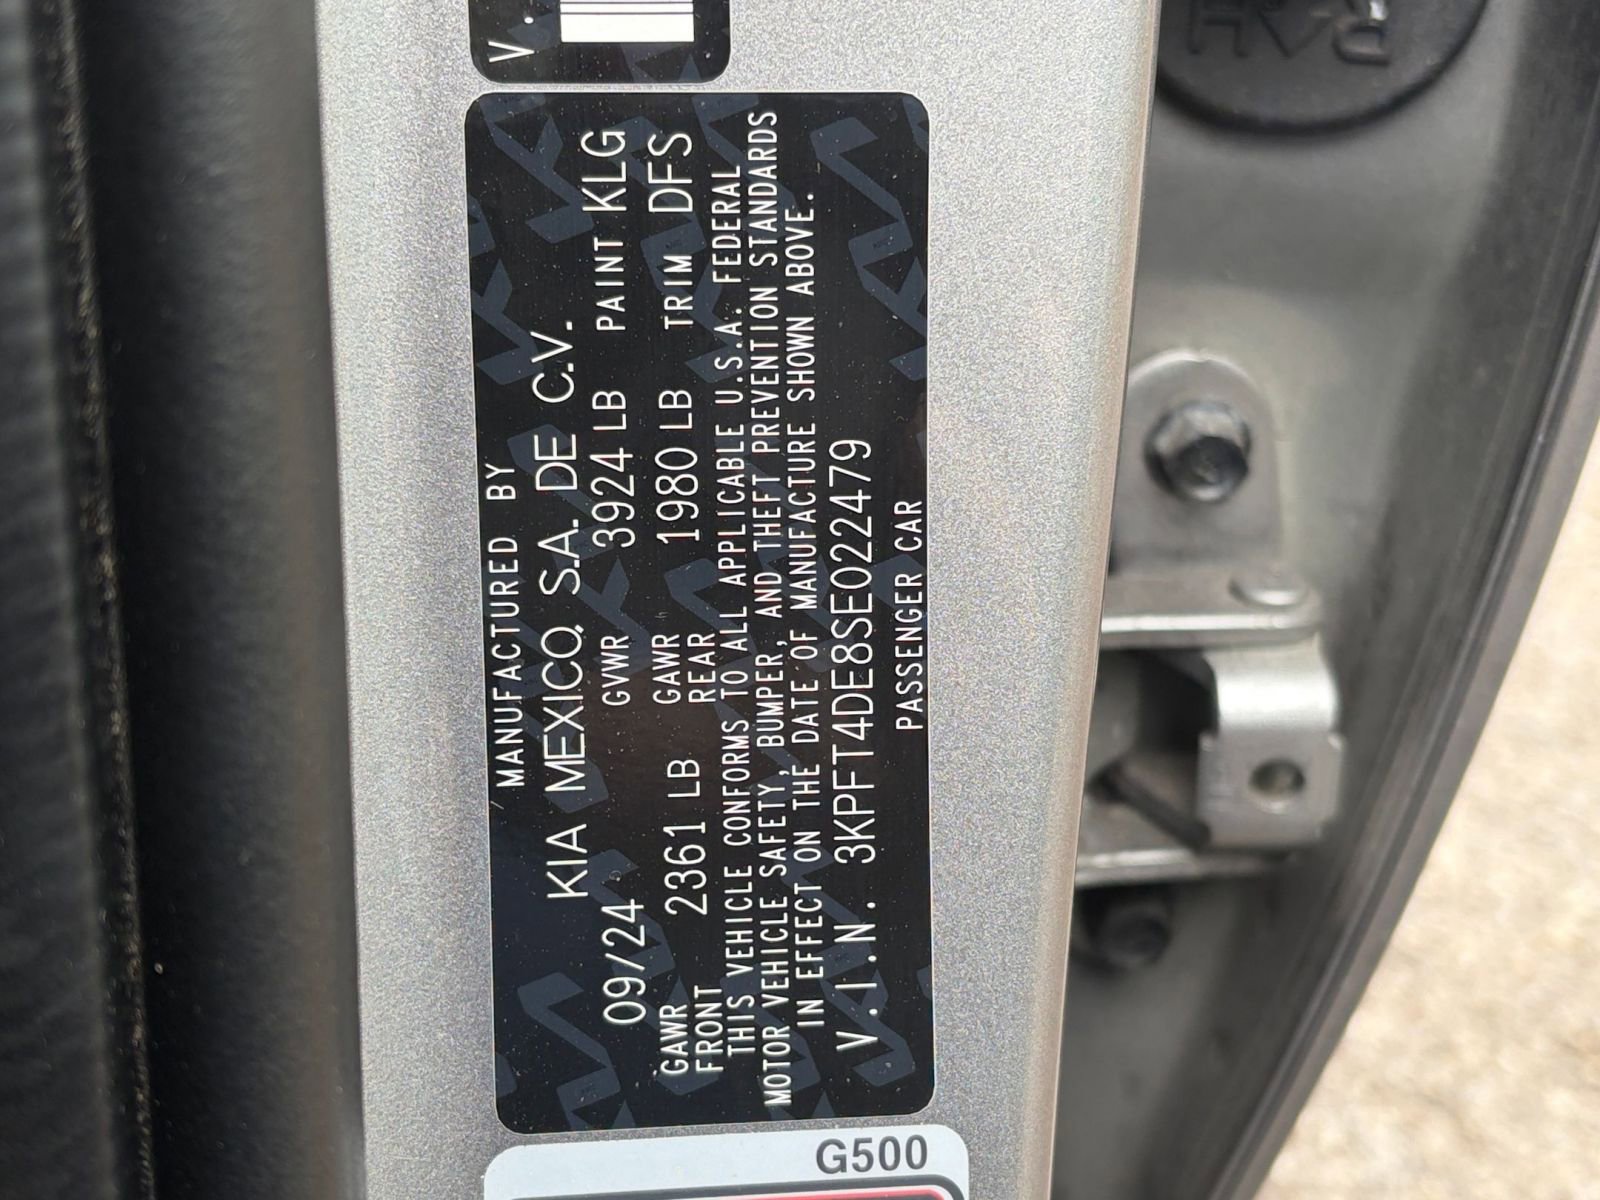 V.
MANUFACTURED BY
KIA MEXICO, S.A. DE C.V.
09/24 GVWR 3924 LB PAINT KLG
GAWR FRONT 2361 LB GAWR REAR 1980 LB TRIM DFS
THIS VEHICLE CONFORMS TO ALL APPLICABLE U.S.A. FEDERAL
MOTOR VEHICLE SAFETY, BUMPER, AND THEFT PREVENTION STANDARDS
IN EFFECT ON THE DATE OF MANUFACTURE SHOWN ABOVE.
V.I.N. 3KPFT4DE8SE022479
PASSENGER CAR
G500